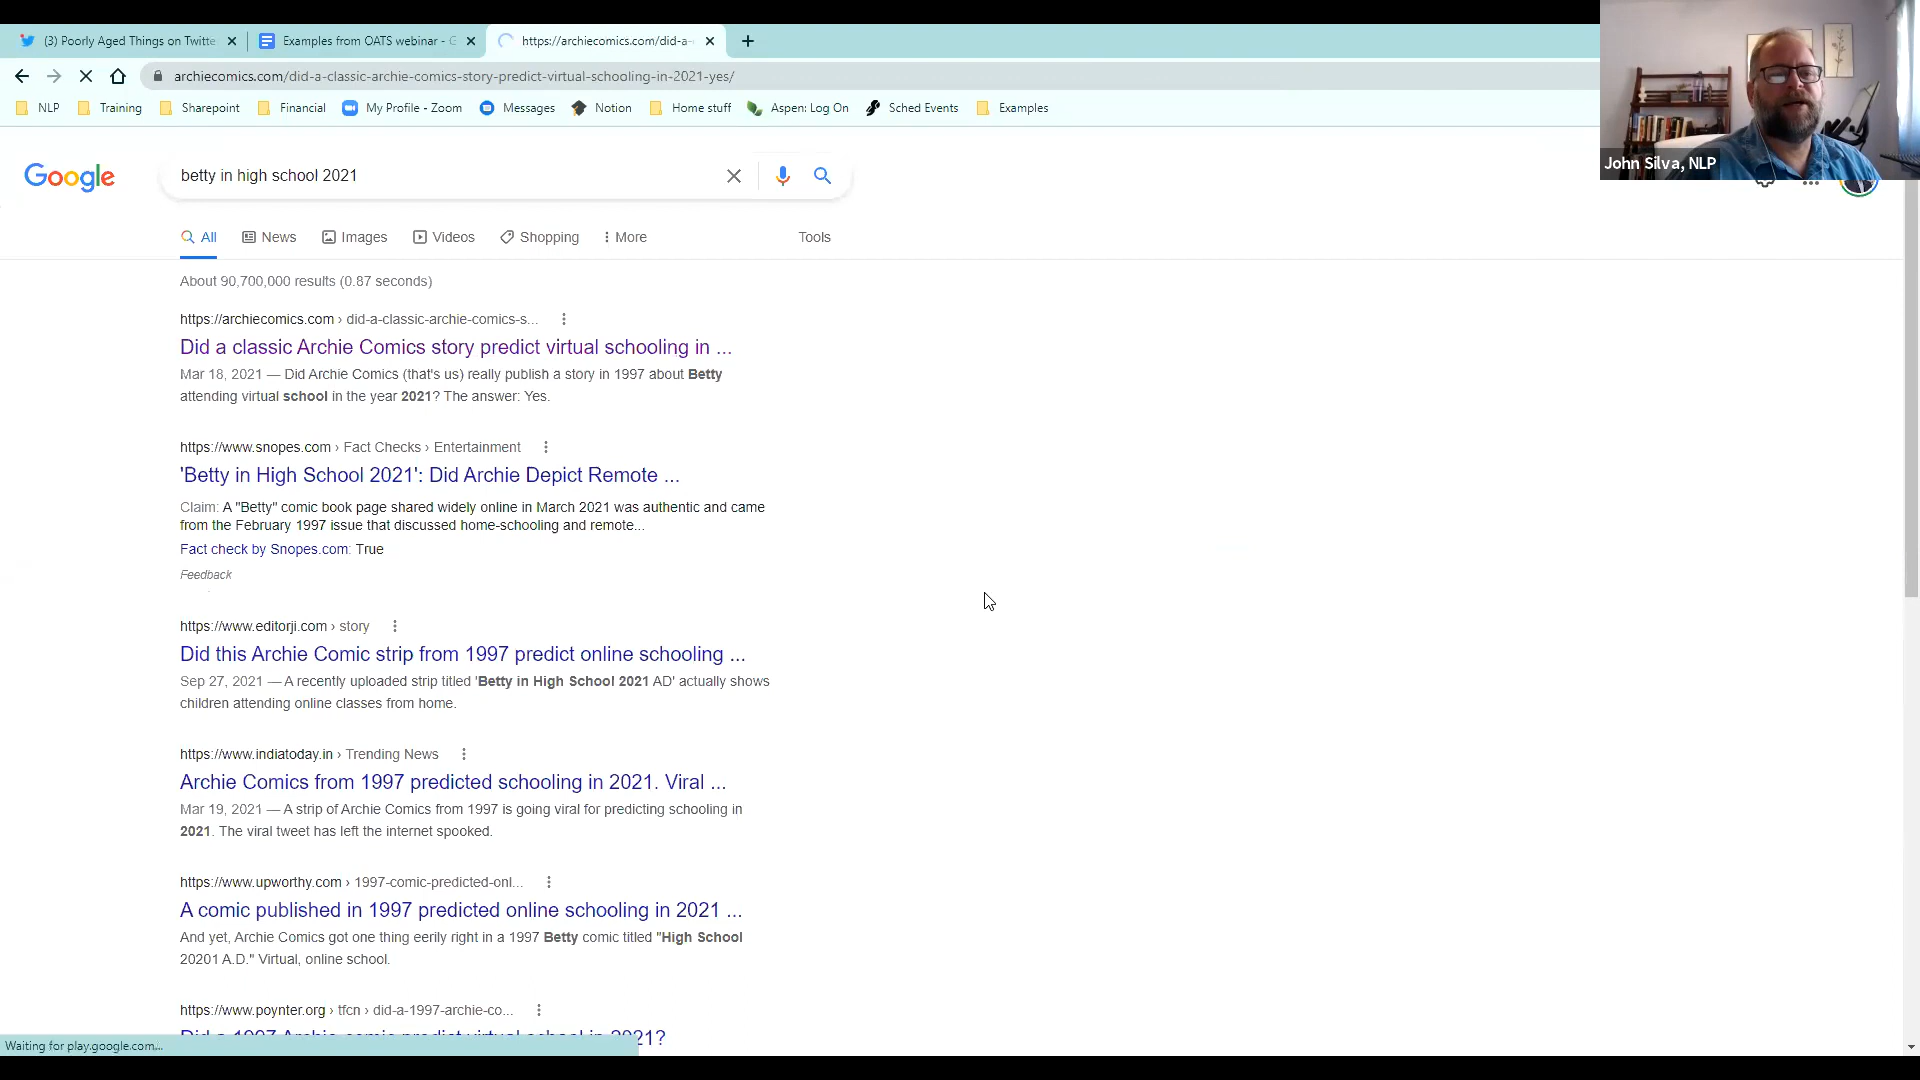 (3) Poorly Aged Things on Twitte
Examples from OATS webinar - G
https://archiecomics.com/did-a-
archiecomics.com/did-a-classic-archie-comics-story-predict-virtual-schooling-in-2021-yes/
NLP Training Sharepoint Financial My Profile - Zoom Messages Notion Home stuff Aspen: Log On Sched Events Examples
John Silva, NLP
Google
betty in high school 2021
All News Images Videos Shopping More Tools
About 90,700,000 results (0.87 seconds)
https://archiecomics.com › did-a-classic-archie-comics-s...
Did a classic Archie Comics story predict virtual schooling in ...
Mar 18, 2021 — Did Archie Comics (that's us) really publish a story in 1997 about Betty
attending virtual school in the year 2021? The answer: Yes.
https://www.snopes.com › Fact Checks › Entertainment
'Betty in High School 2021': Did Archie Depict Remote ...
Claim: A "Betty" comic book page shared widely online in March 2021 was authentic and came
from the February 1997 issue that discussed home-schooling and remote...
Fact check by Snopes.com: True
Feedback
https://www.editorji.com › story
Did this Archie Comic strip from 1997 predict online schooling ...
Sep 27, 2021 — A recently uploaded strip titled 'Betty in High School 2021 AD' actually shows
children attending online classes from home.
https://www.indiatoday.in › Trending News
Archie Comics from 1997 predicted schooling in 2021. Viral ...
Mar 19, 2021 — A strip of Archie Comics from 1997 is going viral for predicting schooling in
2021. The viral tweet has left the internet spooked.
https://www.upworthy.com › 1997-comic-predicted-onl...
A comic published in 1997 predicted online schooling in 2021 ...
And yet, Archie Comics got one thing eerily right in a 1997 Betty comic titled "High School
20201 A.D." Virtual, online school.
https://www.poynter.org › tfcn › did-a-1997-archie-co...
Did a 1997 Archie comic predict virtual school in 2021?
Waiting for play.google.com...